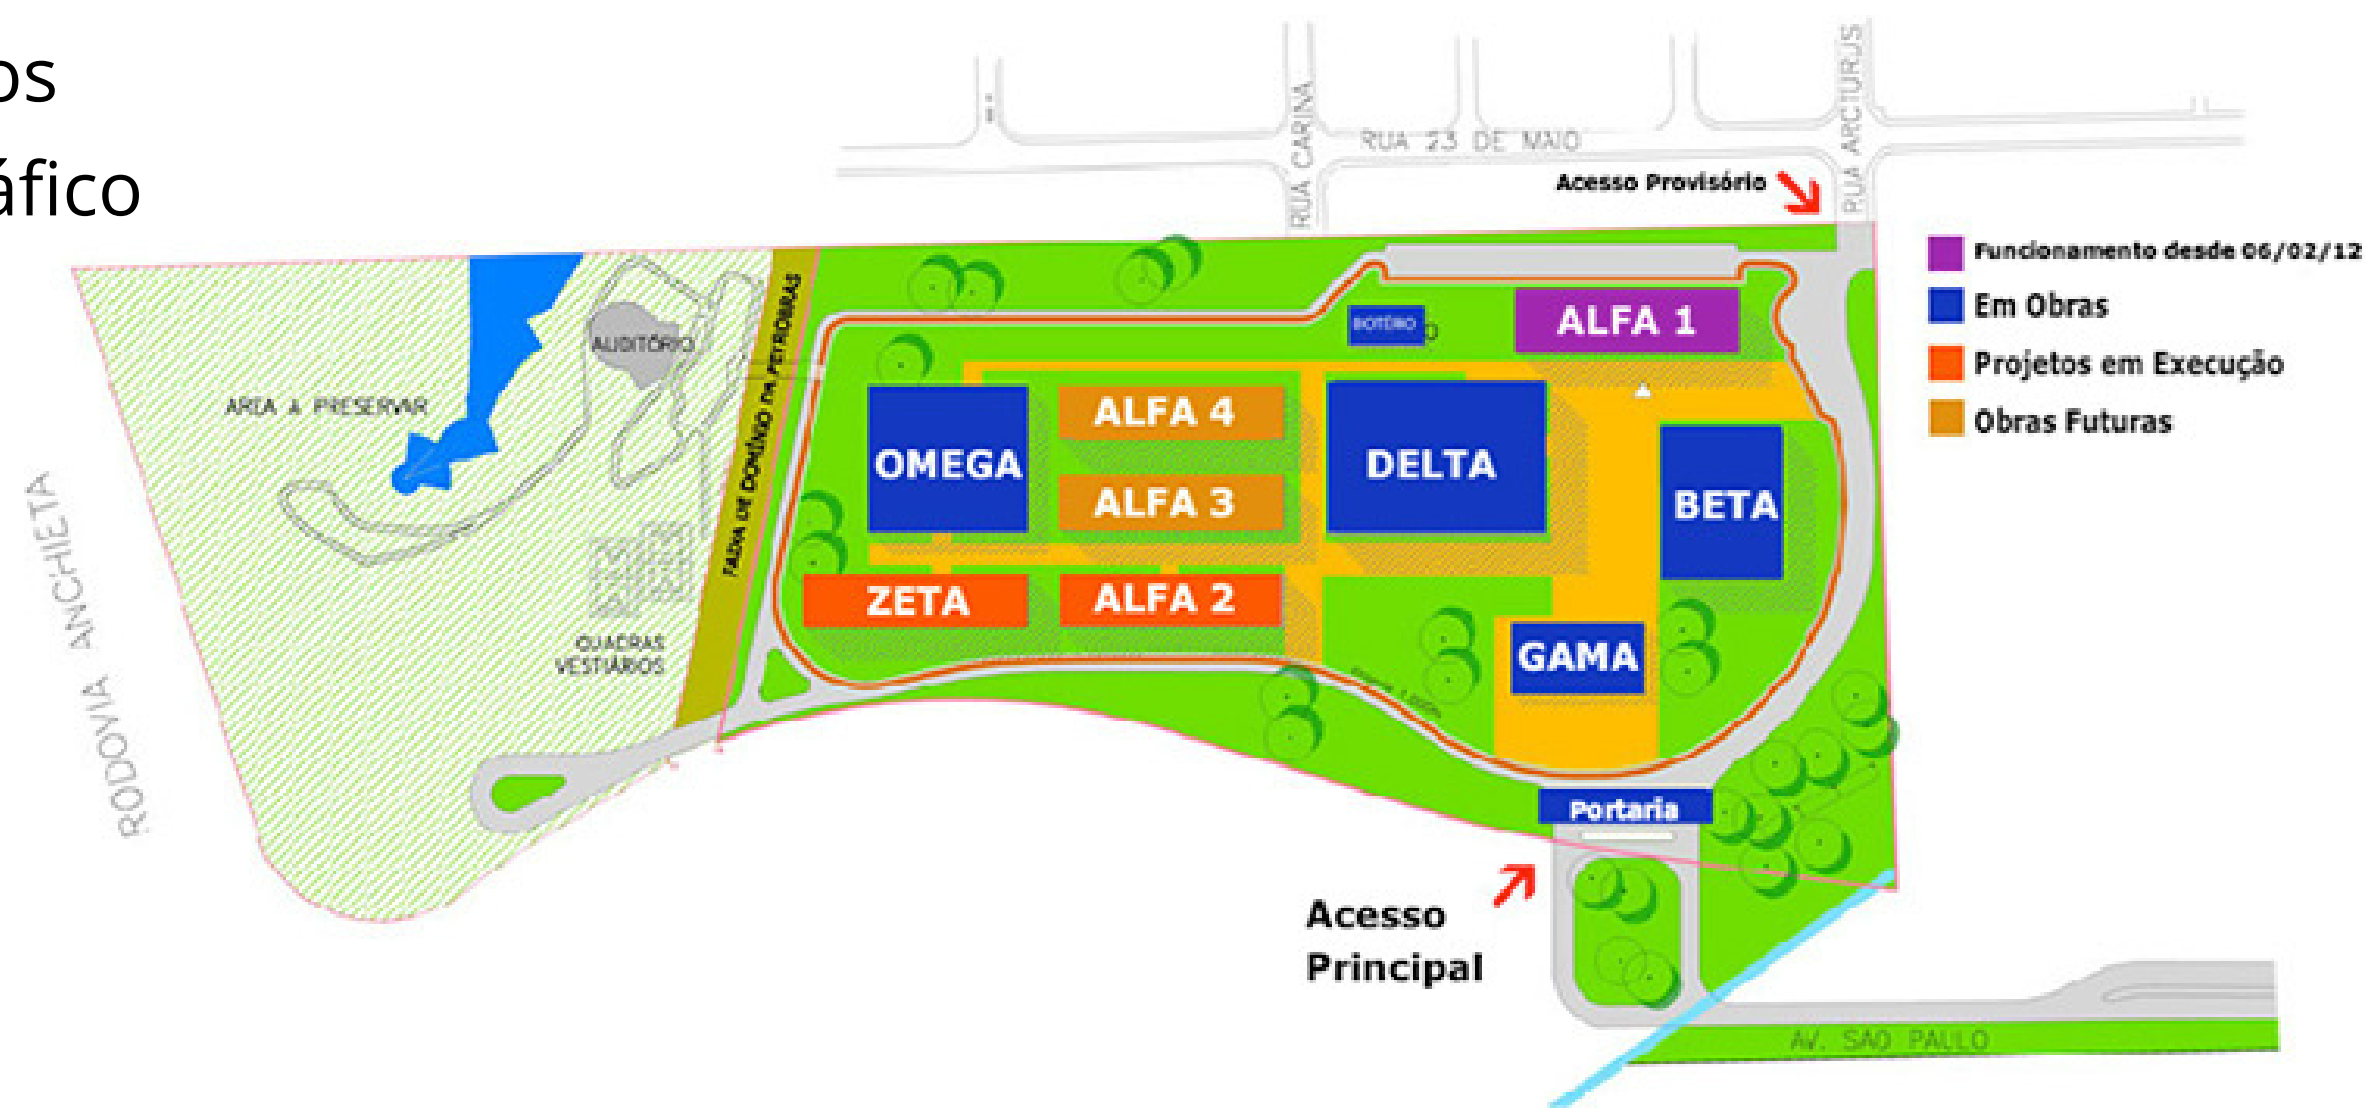 os
áfico
RUA CARINA
RUA 23 DE MAIO
RUA ARCTURUS
Acesso Provisório
Funcionamento desde 06/02/12
Em Obras
Projetos em Execução
Obras Futuras
AUDITÓRIO
AREA A PRESERVAR
FAIXA DE DOMÍNIO DA PETROBRAS
ALFA 1
OMEGA
ALFA 4
DELTA
ALFA 3
BETA
ZETA
ALFA 2
QUADRAS
VESTIÁRIOS
GAMA
RODOVIA ANCHIETA
Portaria
Acesso
Principal
AV. SAO PAULO